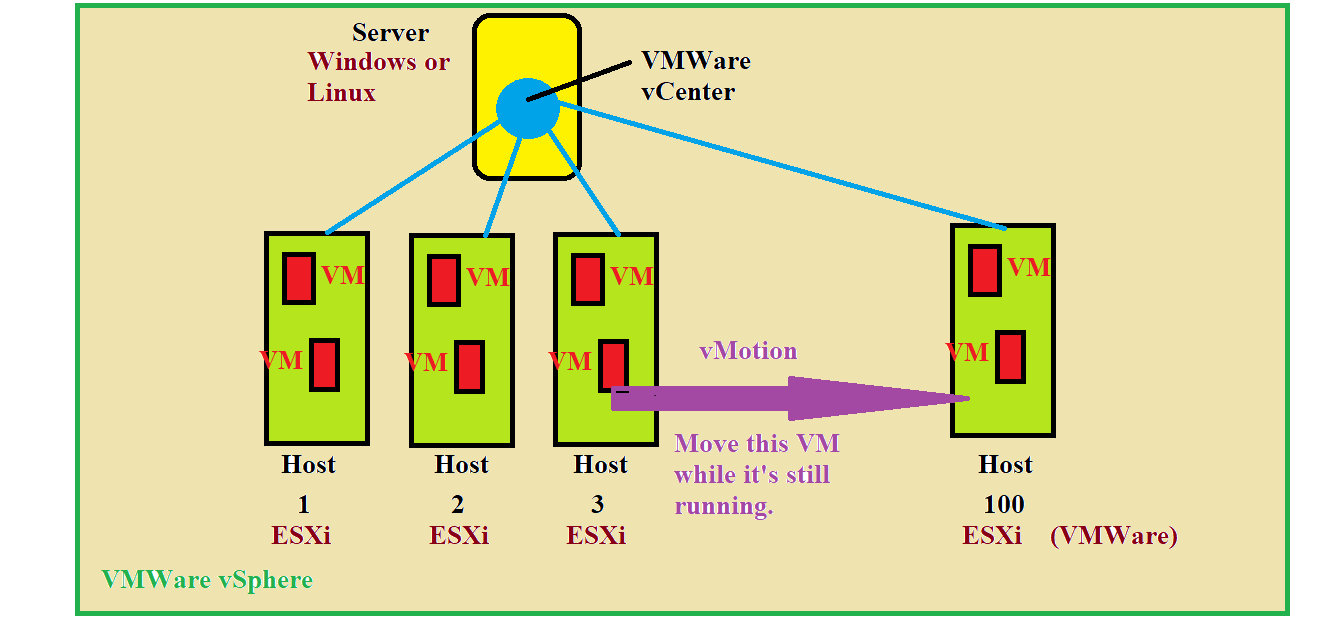 Server
Windows or
Linux
VMWare
vCenter
VM
VM
VM
VM
VM
VM
VM
VM
vMotion
Move this VM
while it's still
running.
Host
1
ESXi
Host
2
ESXi
Host
3
ESXi
Host
100
ESXi (VMWare)
VMWare vSphere